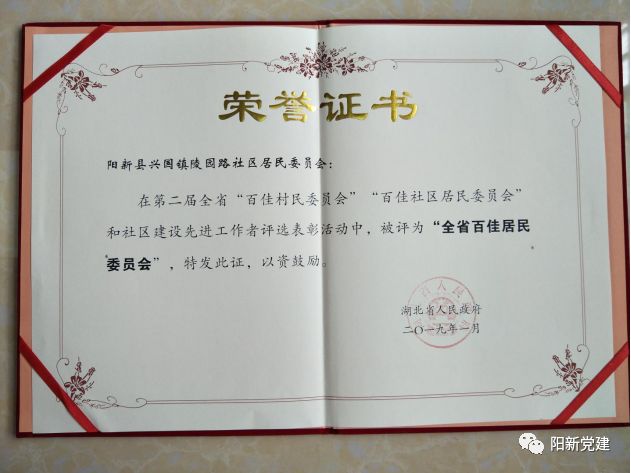 荣誉证书
阳新县兴国镇陵园路社区居民委员会：
在第二届全省“百佳村民委员会”“百佳社区居民委员会”
和社区建设先进工作者评选表彰活动中，被评为“全省百佳居民
委员会”，特发此证，以资鼓励。
湖北省人民政府
二〇一九年一月
阳新党建